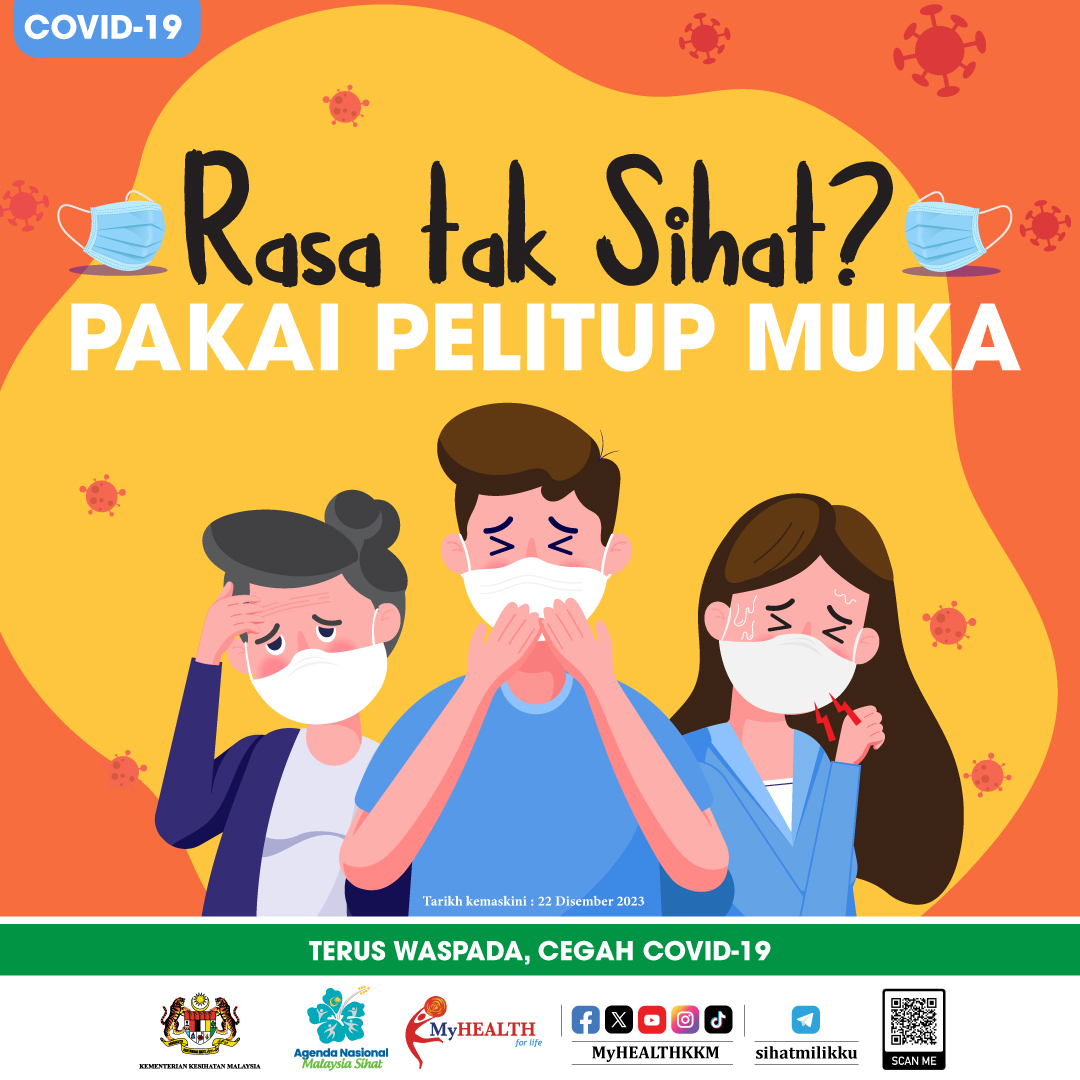 COVID-19
Rasa tak Sihat?
PAKAI PELITUP MUKA
Tarikh kemaskini : 22 Disember 2023
TERUS WASPADA, CEGAH COVID-19
KEMENTERIAN KESIHATAN MALAYSIA
Agenda Nasional
Malaysia Sihat
MyHEALTH
for life
MyHEALTHKKM
sihatmilikku
SCAN ME